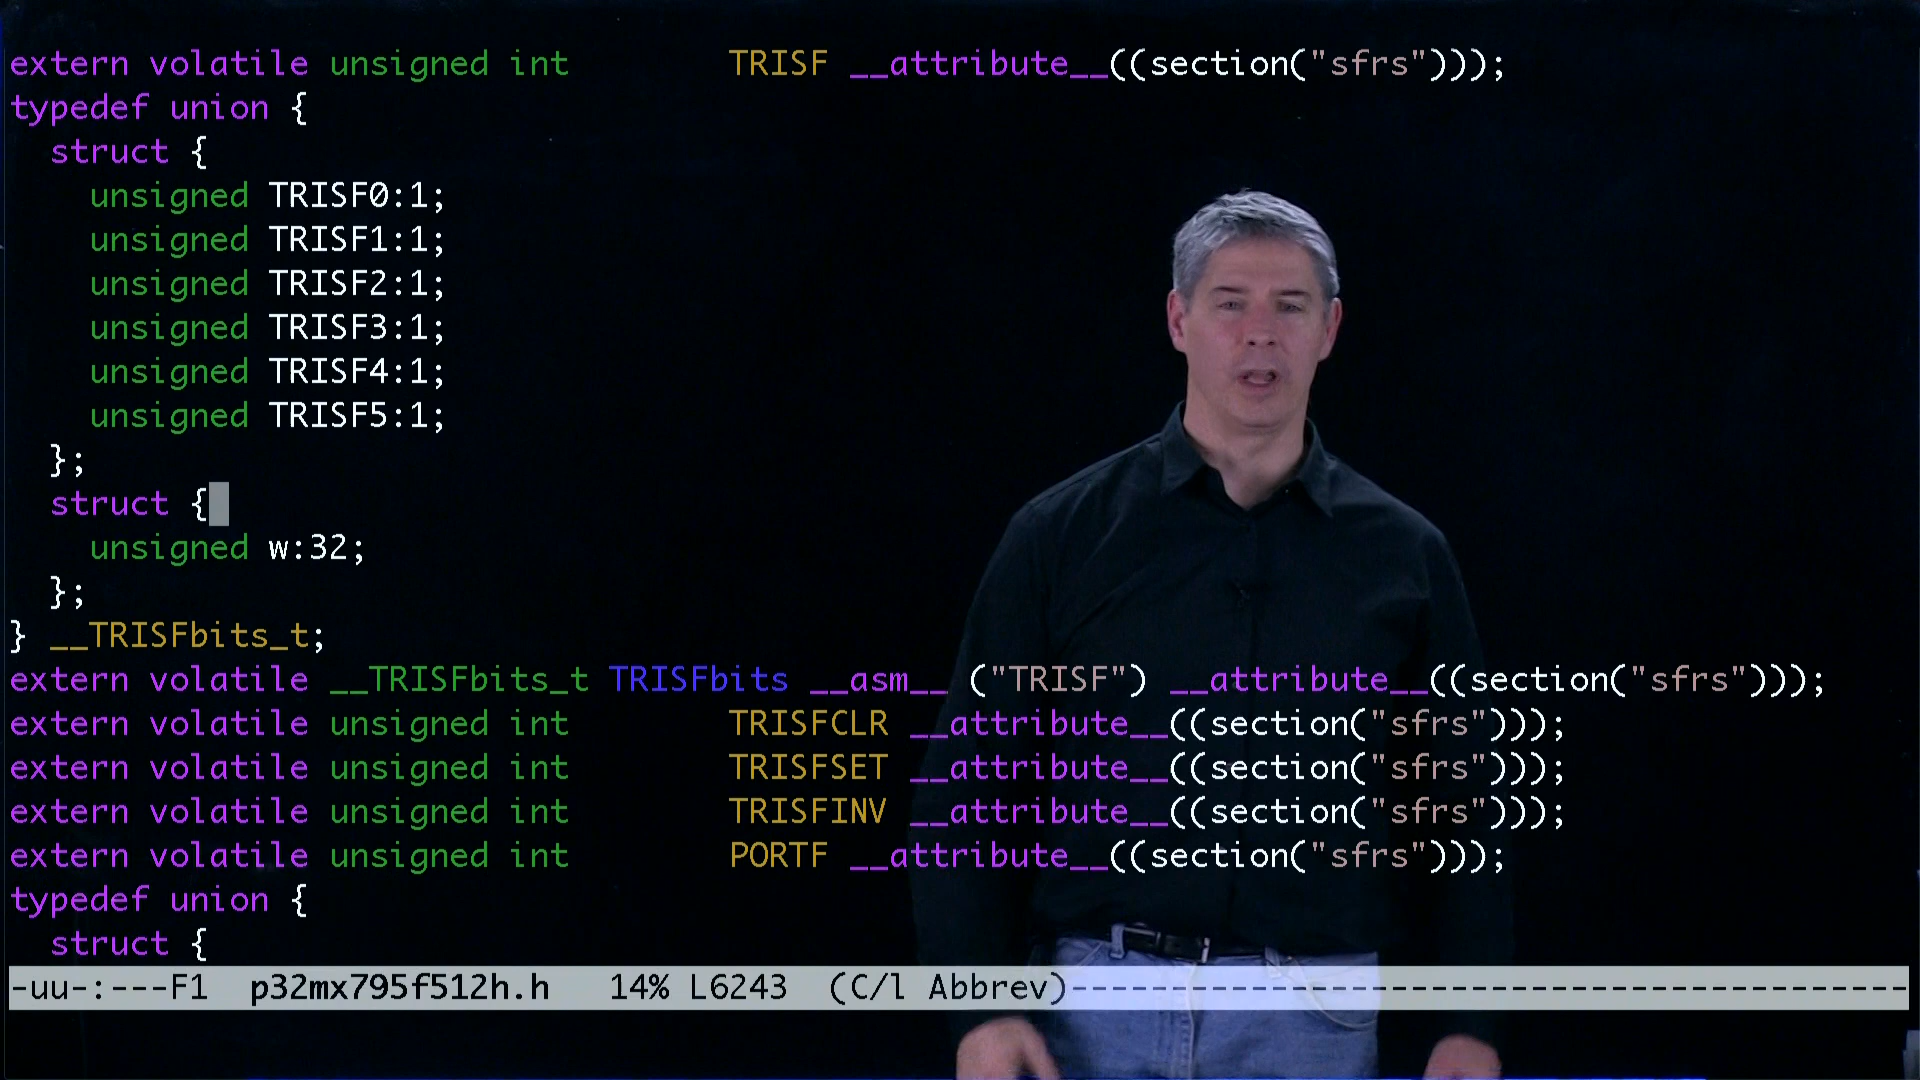 extern volatile unsigned int        TRISF __attribute__((section("sfrs")));
typedef union {
  struct {
    unsigned TRISF0:1;
    unsigned TRISF1:1;
    unsigned TRISF2:1;
    unsigned TRISF3:1;
    unsigned TRISF4:1;
    unsigned TRISF5:1;
  };
  struct {
    unsigned w:32;
  };
} __TRISFbits_t;
extern volatile __TRISFbits_t TRISFbits __asm__ ("TRISF") __attribute__((section("sfrs")));
extern volatile unsigned int        TRISFCLR __attribute__((section("sfrs")));
extern volatile unsigned int        TRISFSET __attribute__((section("sfrs")));
extern volatile unsigned int        TRISFINV __attribute__((section("sfrs")));
extern volatile unsigned int        PORTF __attribute__((section("sfrs")));
typedef union {
  struct {
-uu-:---F1  p32mx795f512h.h   14% L6243  (C/l Abbrev)------------------------------------------